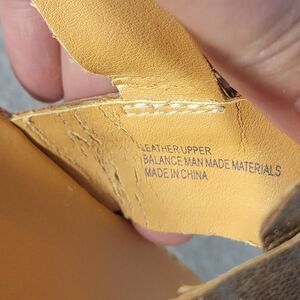 LEATHER UPPER
BALANCE MAN MADE MATERIALS
MADE IN CHINA